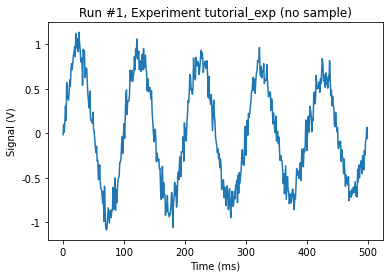 Run #1, Experiment tutorial_exp (no sample)
1
0.5
0
-0.5
-1
Signal (V)
0 100 200 300 400 500
Time (ms)